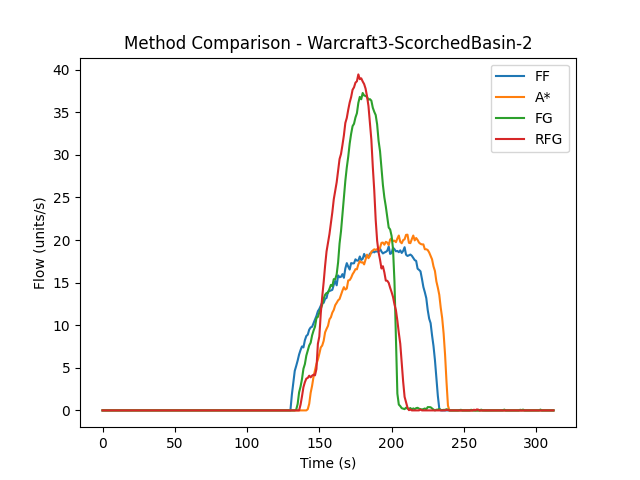 Method Comparison - Warcraft3-ScorchedBasin-2
FF
A*
FG
RFG
Flow (units/s)
40
35
30
25
20
15
10
5
0
0 50 100 150 200 250 300
Time (s)